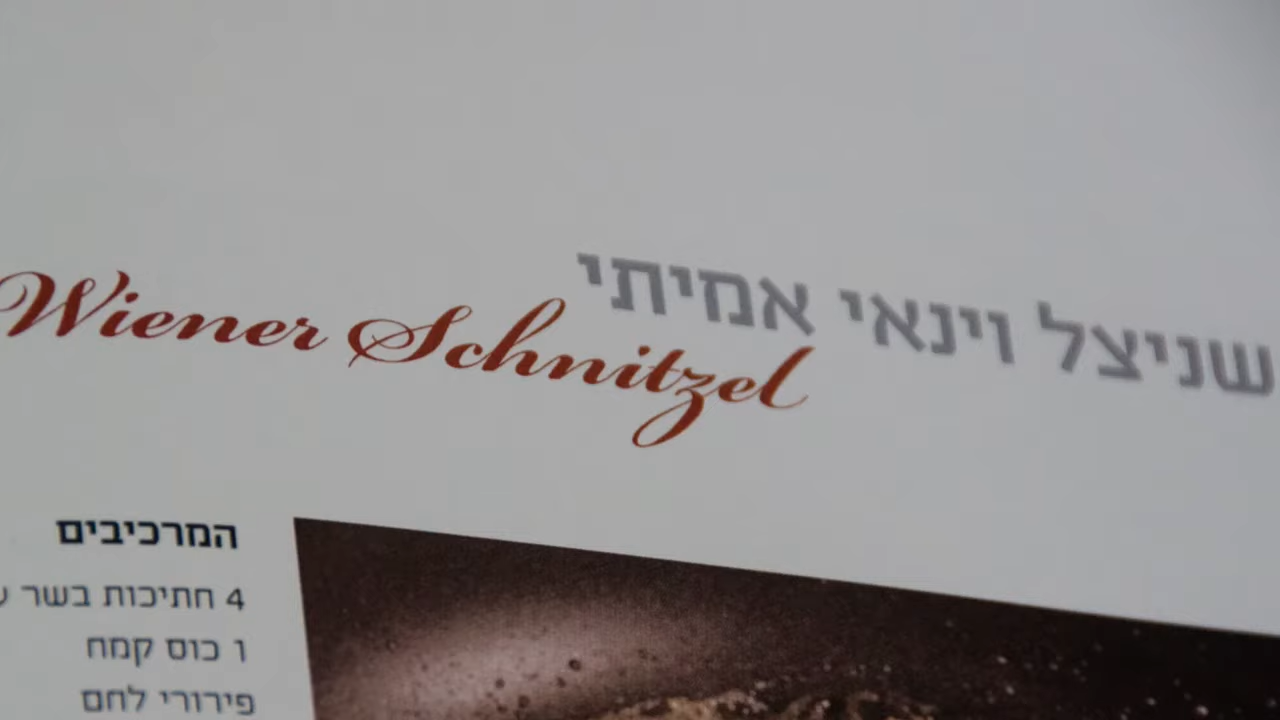 שניצל וינאי אמיתי
Wiener Schnitzel
המרכיבים
4 חתיכות בשר
1 כוס קמח
פירורי לחם